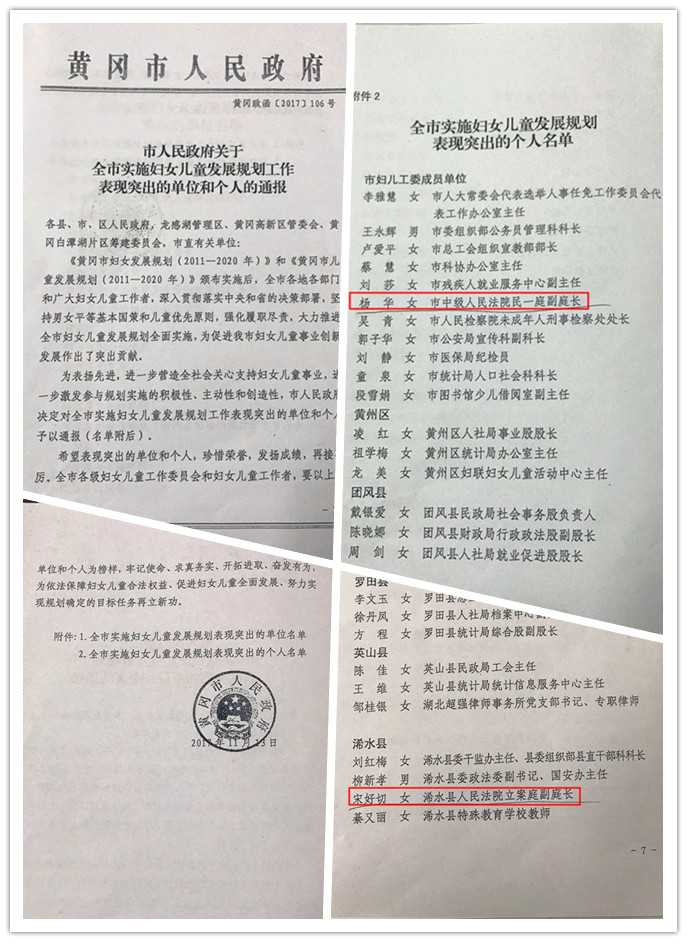 黄冈市人民政府
黄冈政函〔2017〕106号
市人民政府关于
全市实施妇女儿童发展规划工作
表现突出的单位和个人的通报
各县、市、区人民政府，龙感湖管理区、黄冈高新区管委会、黄
冈白潭湖片区筹建委员会，市直有关单位：
《黄冈市妇女发展规划（2011—2020年）》和《黄冈市儿
童发展规划（2011—2020年）》颁布实施后，全市各地各部门
和广大妇女儿童工作者，深入贯彻落实中央和省的决策部署，坚
持男女平等基本国策和儿童优先原则，强化履职尽责，大力推进
全市妇女儿童规划全面实施，为促进我市妇女儿童事业创新
发展作出了突出贡献。
为表扬先进，进一步营造全社会关心支持妇女儿童事业，进
一步激发参与规划实施的积极性、主动性和创造性，市人民政府
决定对全市实施妇女儿童发展规划工作表现突出的单位和个人
予以通报（名单附后）。
希望表现突出的单位和个人，珍惜荣誉，发扬成绩，再接
厉。全市各级妇女儿童工作委员会和妇女儿童工作者，要以上
单位和个人为榜样，牢记使命、求真务实、开拓进取、奋发有为，
为依法保障妇女儿童合法权益、促进妇女全面发展、努力实
现规划确定的目标任务再立新功。
附件：1.全市实施妇女儿童发展规划表现突出的单位名单
2.全市实施妇女儿童发展规划表现突出的个人名单
黄冈市人民政府
2017年11月13日
附件2
全市实施妇女儿童发展规划
表现突出的个人名单
市妇儿工委成员单位
李雅慧 女 市人大常委会代表选举人事任免工作委员会代
表工作办公室主任
王永辉 男 市委组织部公务员管理科科长
卢爱平 女 市总工会组织宣教部部长
蔡慧 女 市科协办公室主任
刘莎 女 市残疾人就业服务中心副主任
杨华 女 市中级人民法院民一庭副庭长
吴青 女 市人民检察院未成年人刑事检察处处长
郭子华 女 市公安局宣传科副科长
刘静 女 市医保局纪检员
童泉 女 市统计局人口社会科科长
段雪娟 女 市图书馆少儿借阅室副主任
黄州区
凌红 女 黄州区人社局事业股股长
祖学梅 女 黄州区统计局办公室主任
龙美 女 黄州区妇联妇女儿童活动中心主任
团风县
戴银爱 女 团风县民政局社会事务股负责人
陈晓娜 女 团风县财政局行政政法股副股长
周剑 女 团风县人社局就业促进股股长
罗田县
李文玉 女 罗田县
徐丹凤 女 罗田县人社局档案中心副
方程 女 罗田县统计局综合股副股长
英山县
陈佳 女 英山县民政局工会主任
王维 女 英山县统计局统计信息服务中心主任
邹桂银 女 湖北超强律师事务所党支部书记、专职律师
浠水县
刘红梅 女 浠水县委干监办主任、县委组织部县直干部科科长
柳新孝 男 浠水县委政法委副书记、国安办主任
宋好切 女 浠水县人民法院立案庭副庭长
綦又丽 女 浠水县特殊教育学校教师
- 7 -